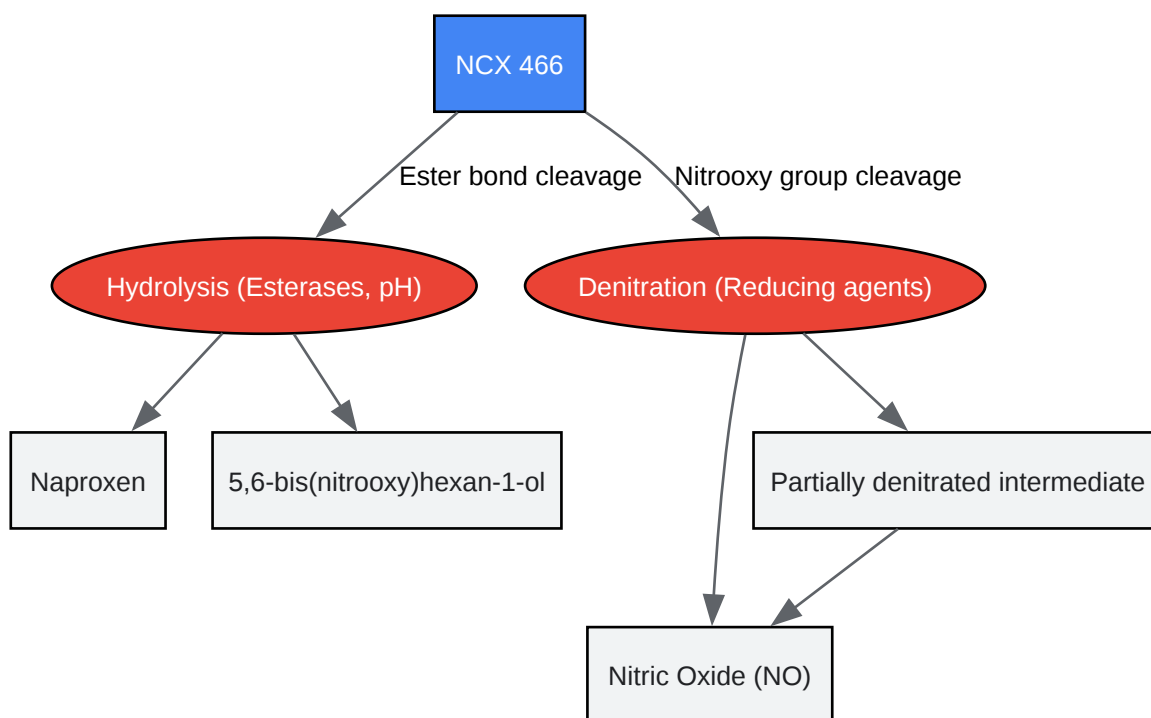 NCX 466
Ester bond cleavage
Nitrooxy group cleavage
Hydrolysis (Esterases, pH)
Denitration (Reducing agents)
Naproxen
5,6-bis(nitrooxy)hexan-1-ol
Partially denitrated intermediate
Nitric Oxide (NO)